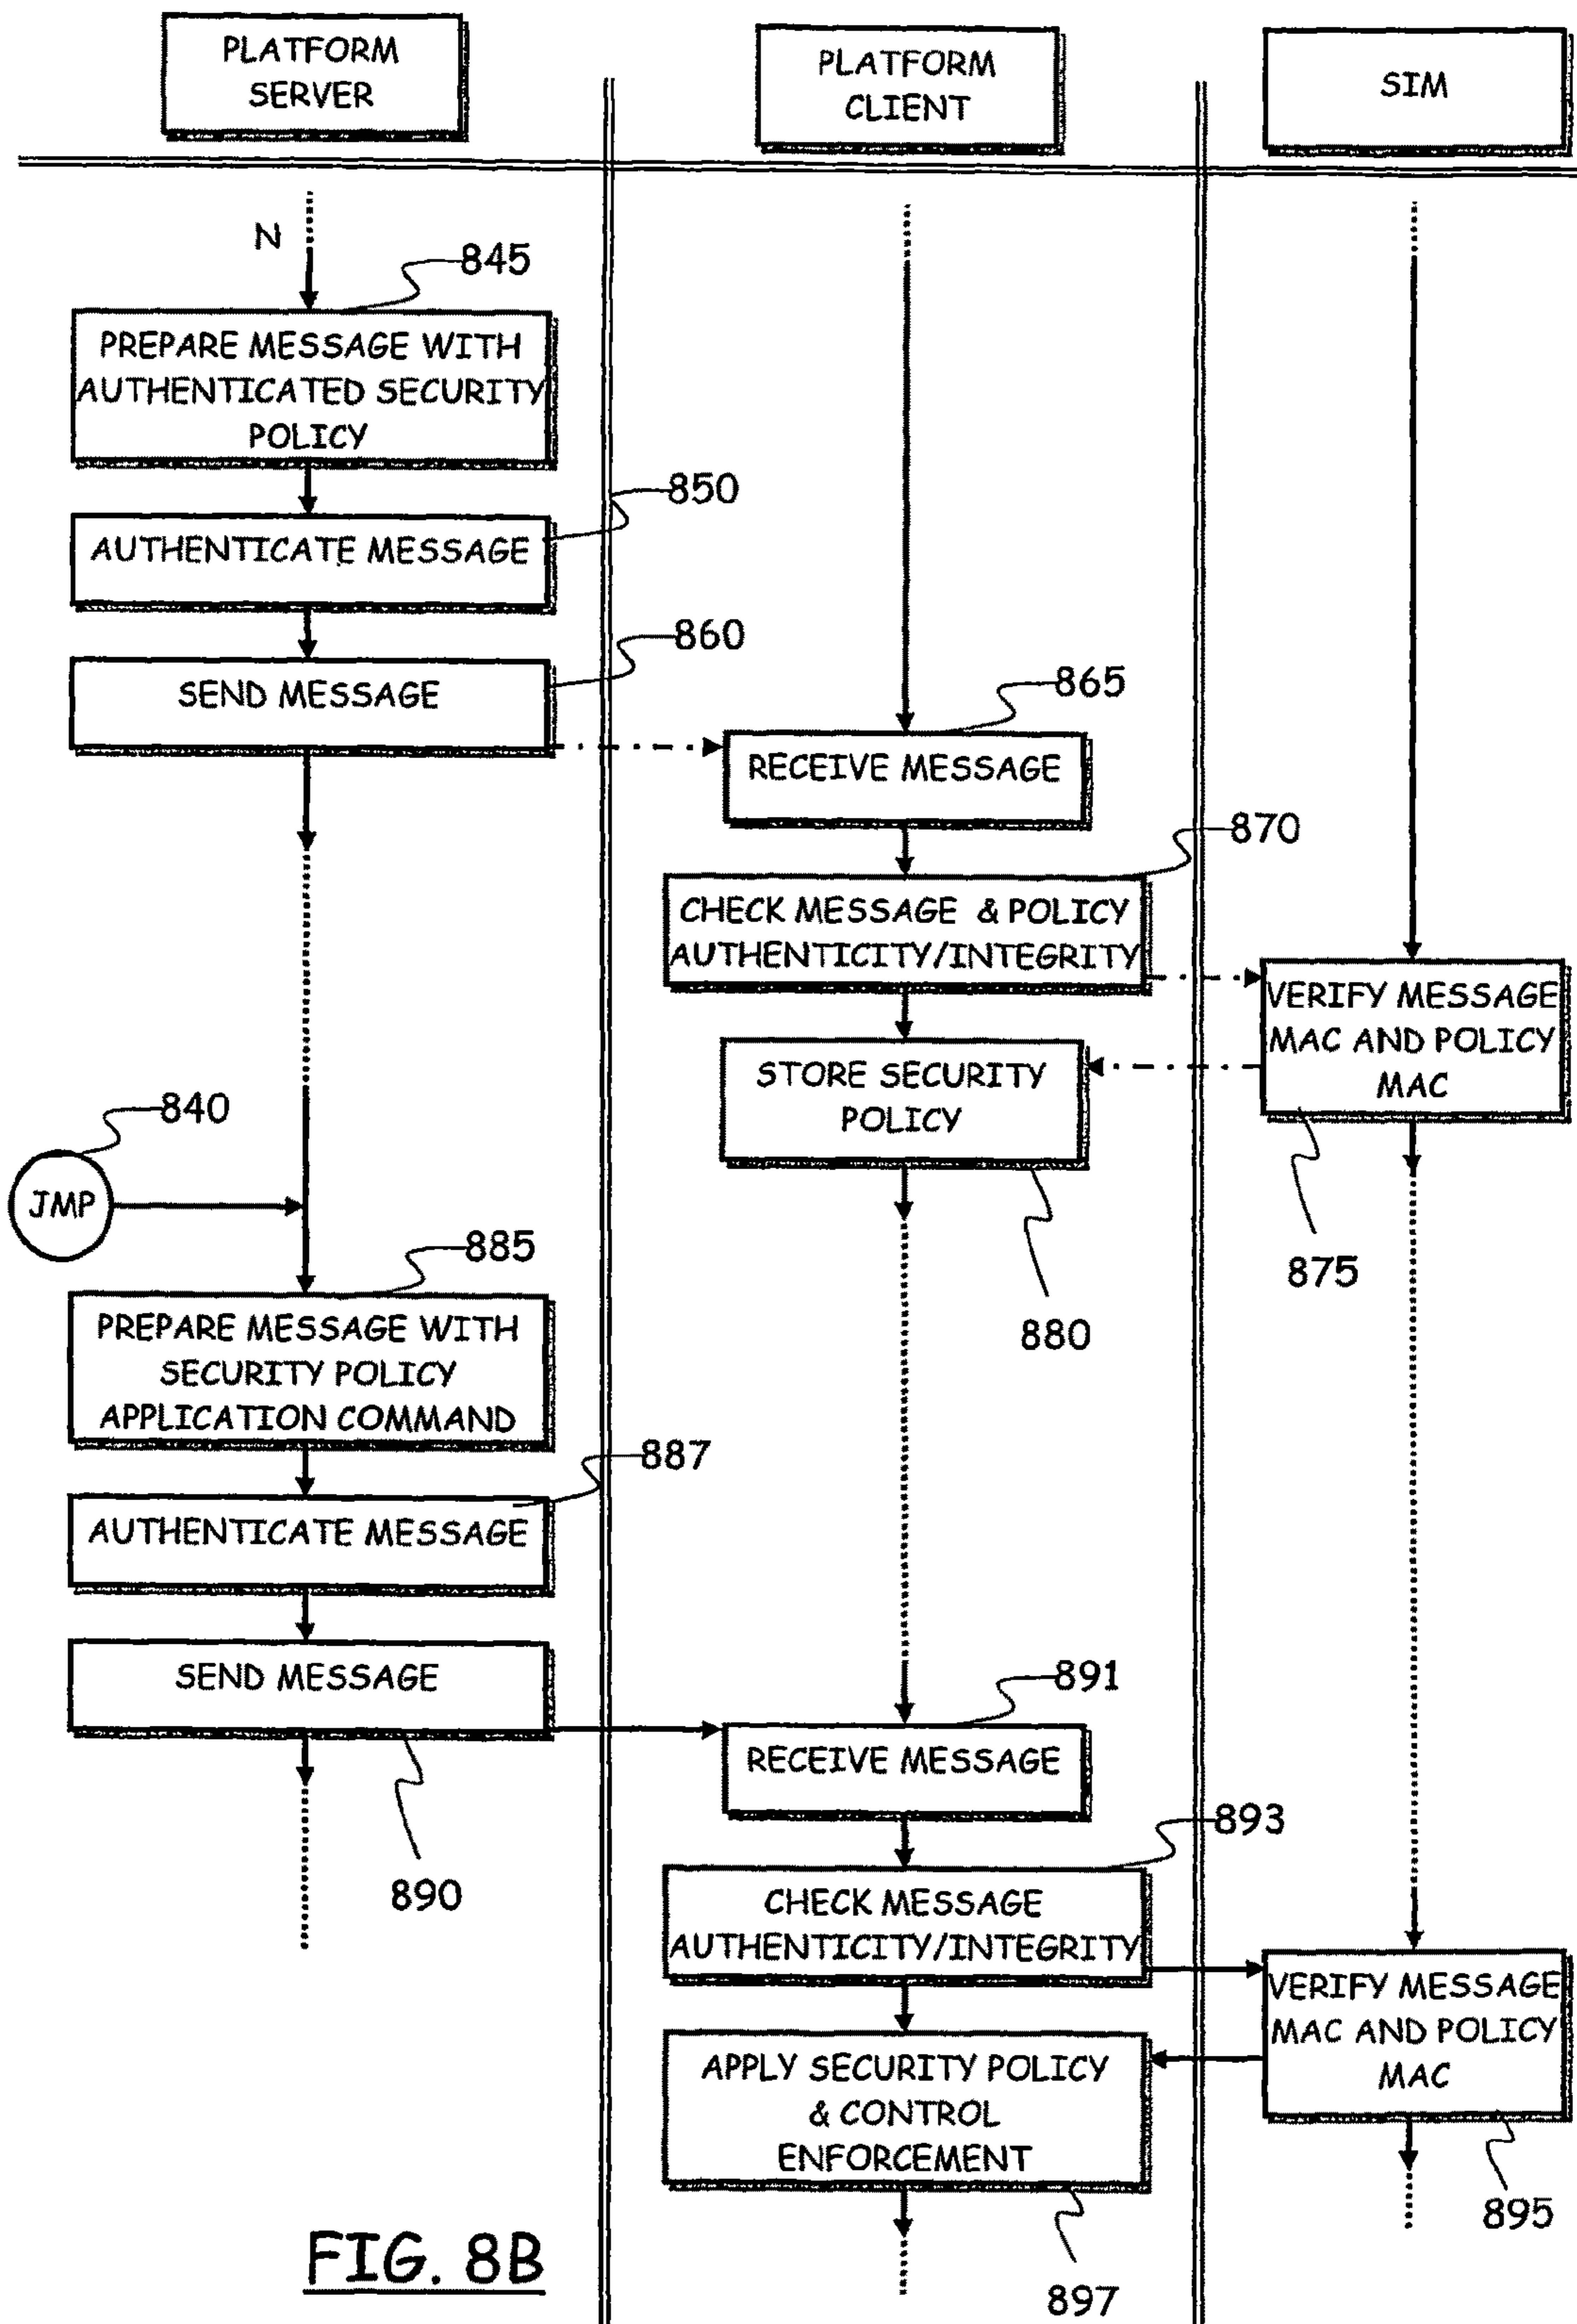 PLATFORM
SERVER
PLATFORM
CLIENT
SIM
N
845
PREPARE MESSAGE WITH
AUTHENTICATED SECURITY
POLICY
850
AUTHENTICATE MESSAGE
860
SEND MESSAGE
865
RECEIVE MESSAGE
870
CHECK MESSAGE & POLICY
AUTHENTICITY/INTEGRITY
VERIFY MESSAGE
MAC AND POLICY
MAC
875
STORE SECURITY
POLICY
880
840
JMP
885
PREPARE MESSAGE WITH
SECURITY POLICY
APPLICATION COMMAND
887
AUTHENTICATE MESSAGE
SEND MESSAGE
890
891
RECEIVE MESSAGE
893
CHECK MESSAGE
AUTHENTICITY/INTEGRITY
VERIFY MESSAGE
MAC AND POLICY
MAC
895
APPLY SECURITY POLICY
& CONTROL
ENFORCEMENT
897
FIG. 8B